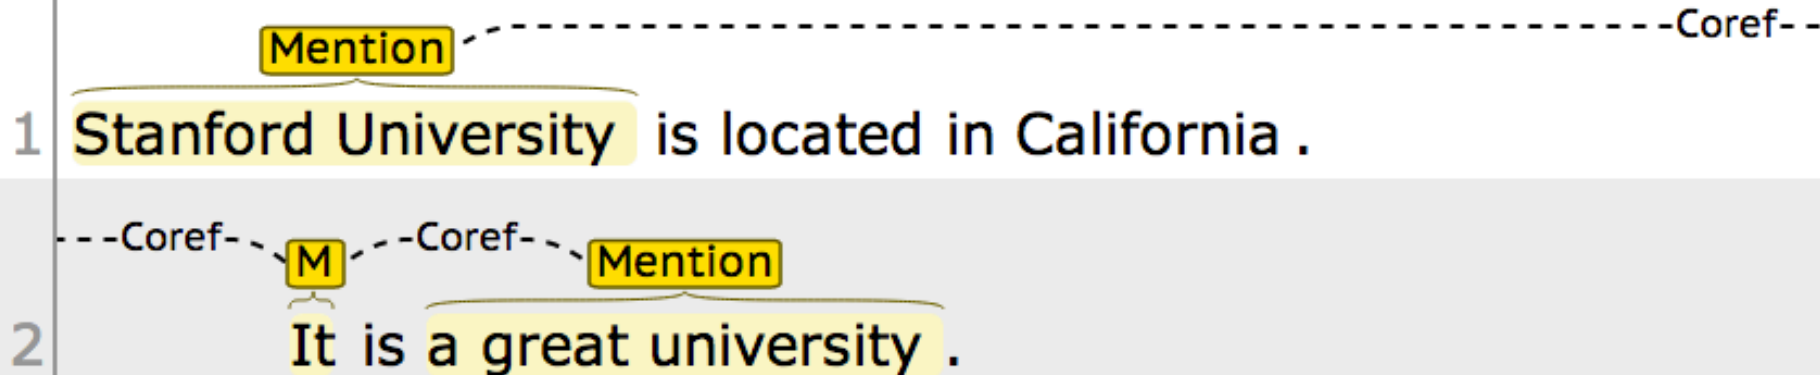 Mention -Coref-
1 Stanford University is located in California .
-Coref- M -Coref- Mention
2 It is a great university .